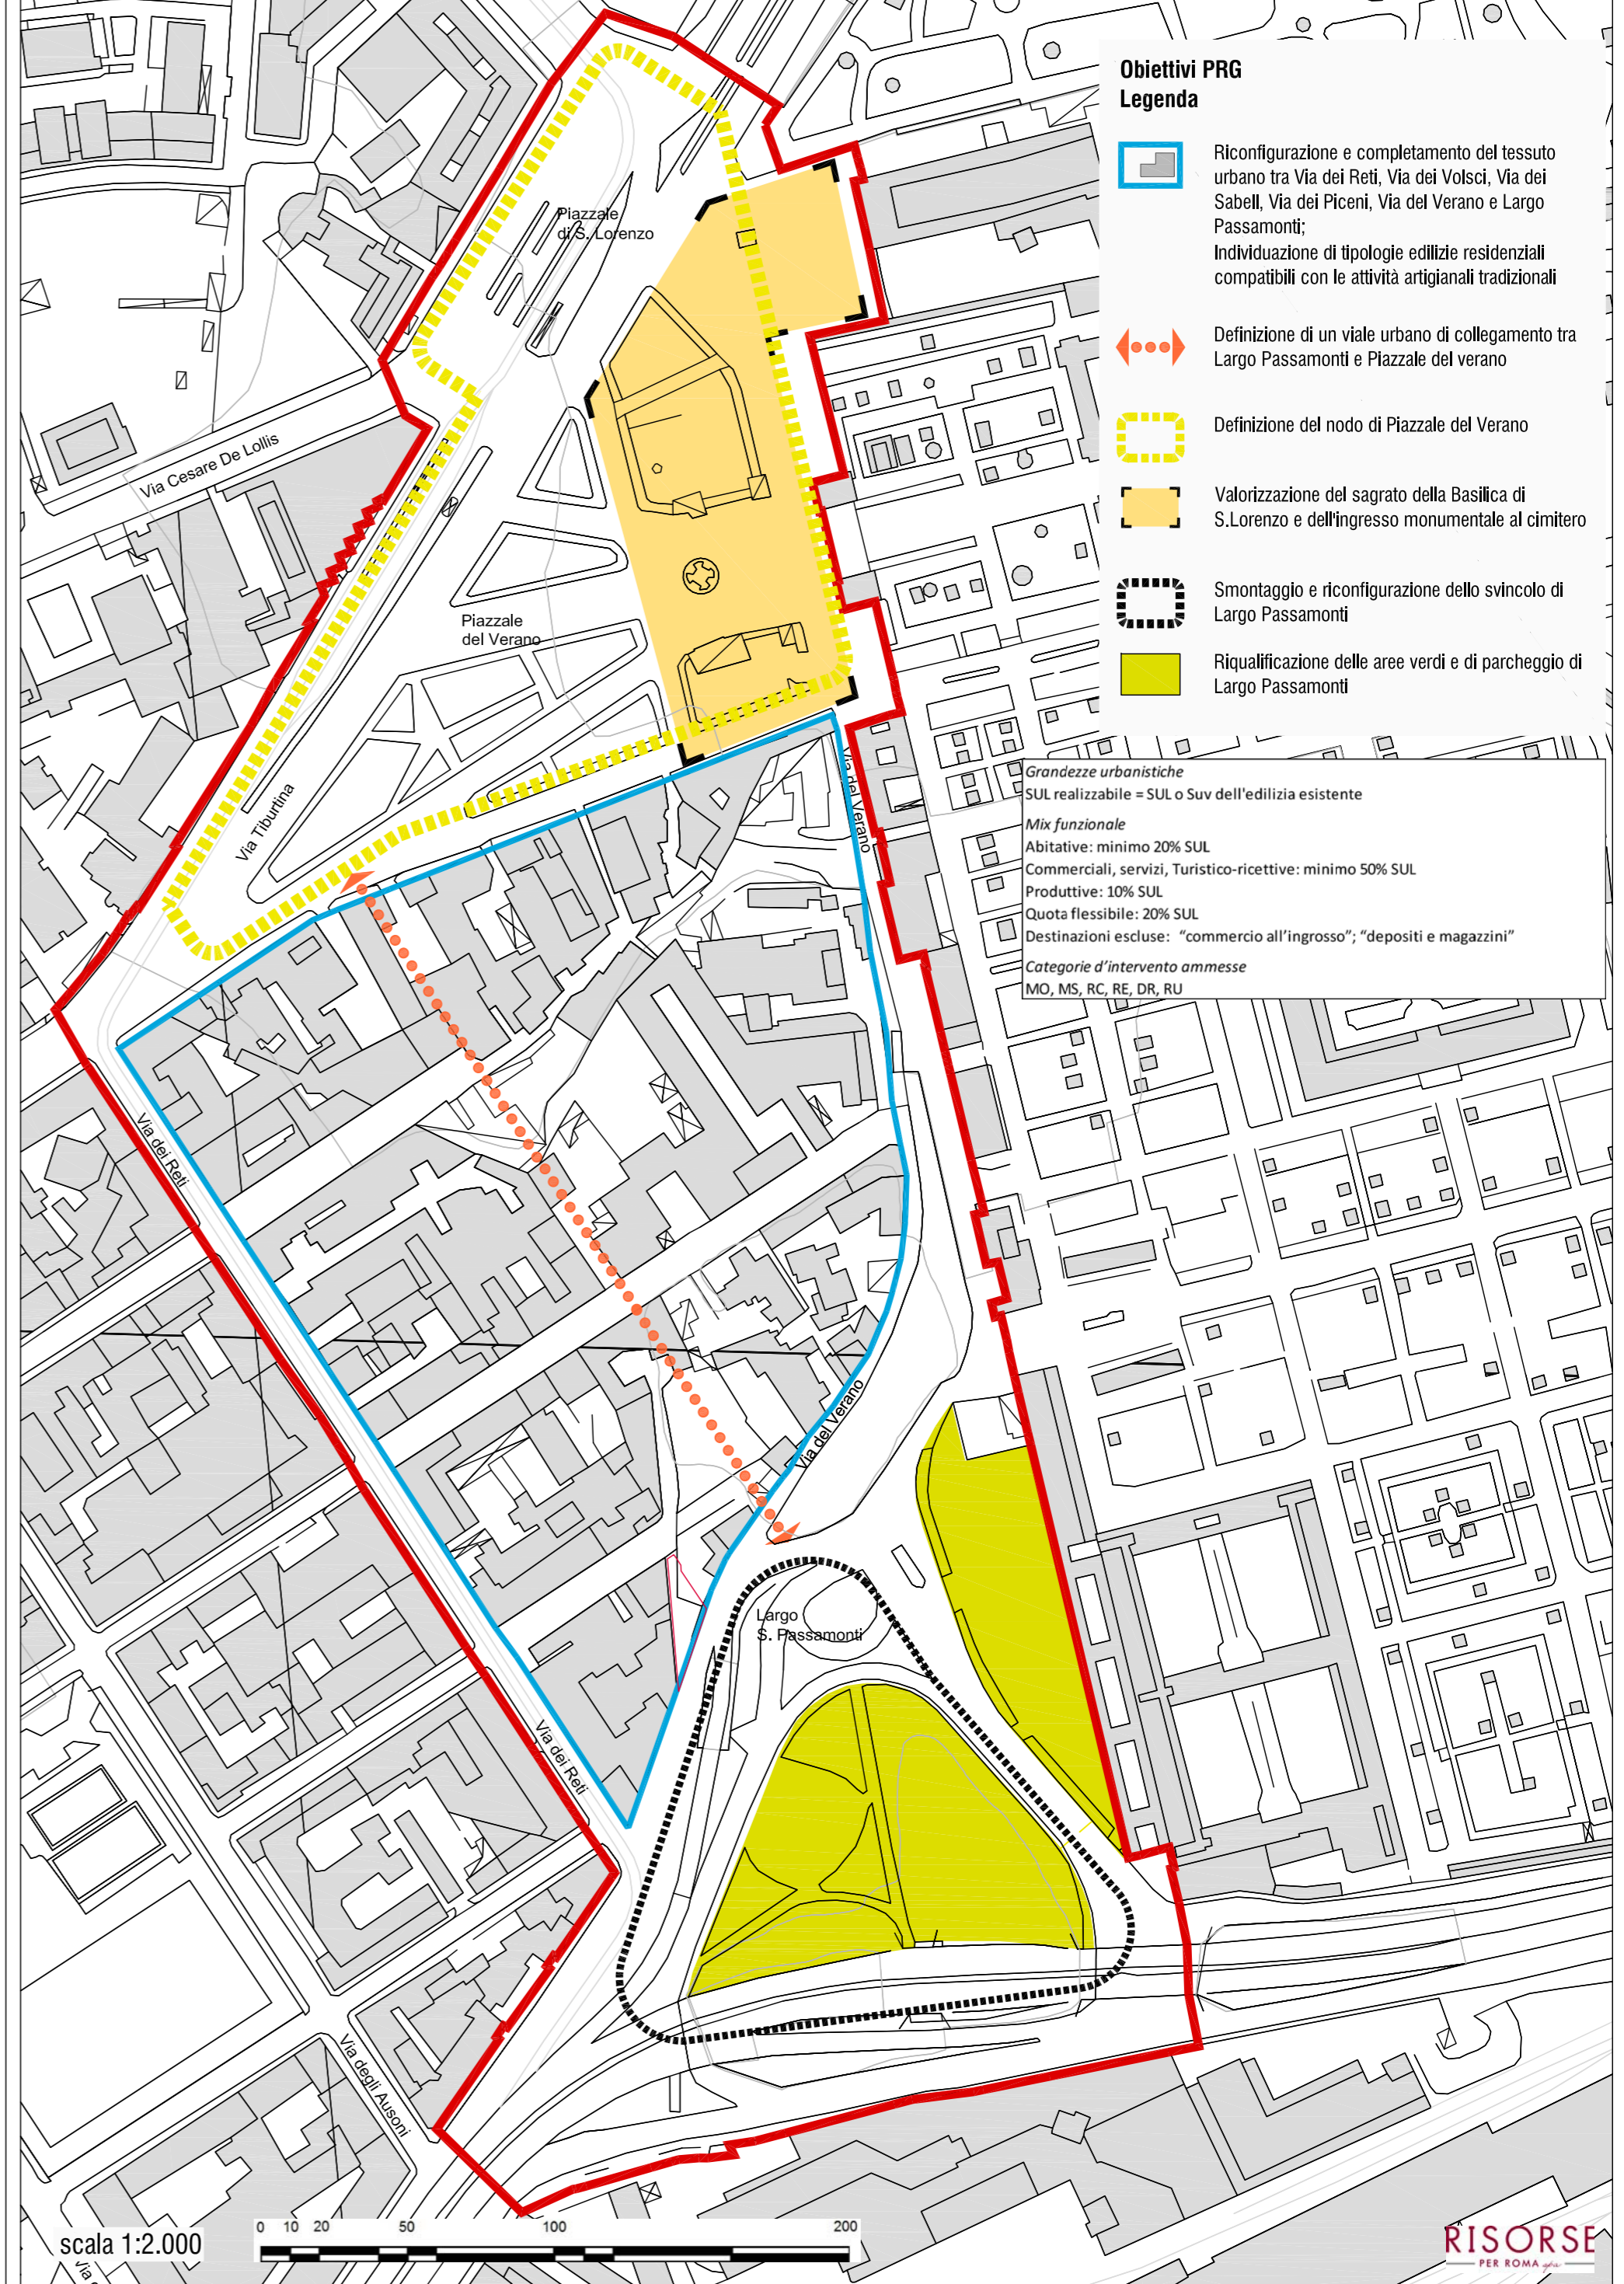 Obiettivi PRG
Legenda
Riconfigurazione e completamento del tessuto
urbano tra Via dei Reti, Via dei Volsci, Via dei
Sabell, Via dei Piceni, Via del Verano e Largo
Passamonti;
Individuazione di tipologie edilizie residenziali
compatibili con le attività artigianali tradizionali
Definizione di un viale urbano di collegamento tra
Largo Passamonti e Piazzale del verano
Definizione del nodo di Piazzale del Verano
Valorizzazione del sagrato della Basilica di
S.Lorenzo e dell'ingresso monumentale al cimitero
Smontaggio e riconfigurazione dello svincolo di
Largo Passamonti
Riqualificazione delle aree verdi e di parcheggio di
Largo Passamonti
Grandezze urbanistiche
SUL realizzabile = SUL o Suv dell'edilizia esistente
Mix funzionale
Abitative: minimo 20% SUL
Commerciali, servizi, Turistico-ricettive: minimo 50% SUL
Produttive: 10% SUL
Quota flessibile: 20% SUL
Destinazioni escluse: “commercio all’ingrosso”; “depositi e magazzini”
Categorie d’intervento ammesse
MO, MS, RC, RE, DR, RU
Piazzale
di S. Lorenzo
Via Cesare De Lollis
Piazzale
del Verano
Via Tiburtina
Via del Verano
Via dei Reti
Via del Verano
Largo
S. Passamonti
Via dei Reti
Via degli Ausoni
scala 1:2.000
0 10 20 50 100 200
RISORSE
PER ROMA spa